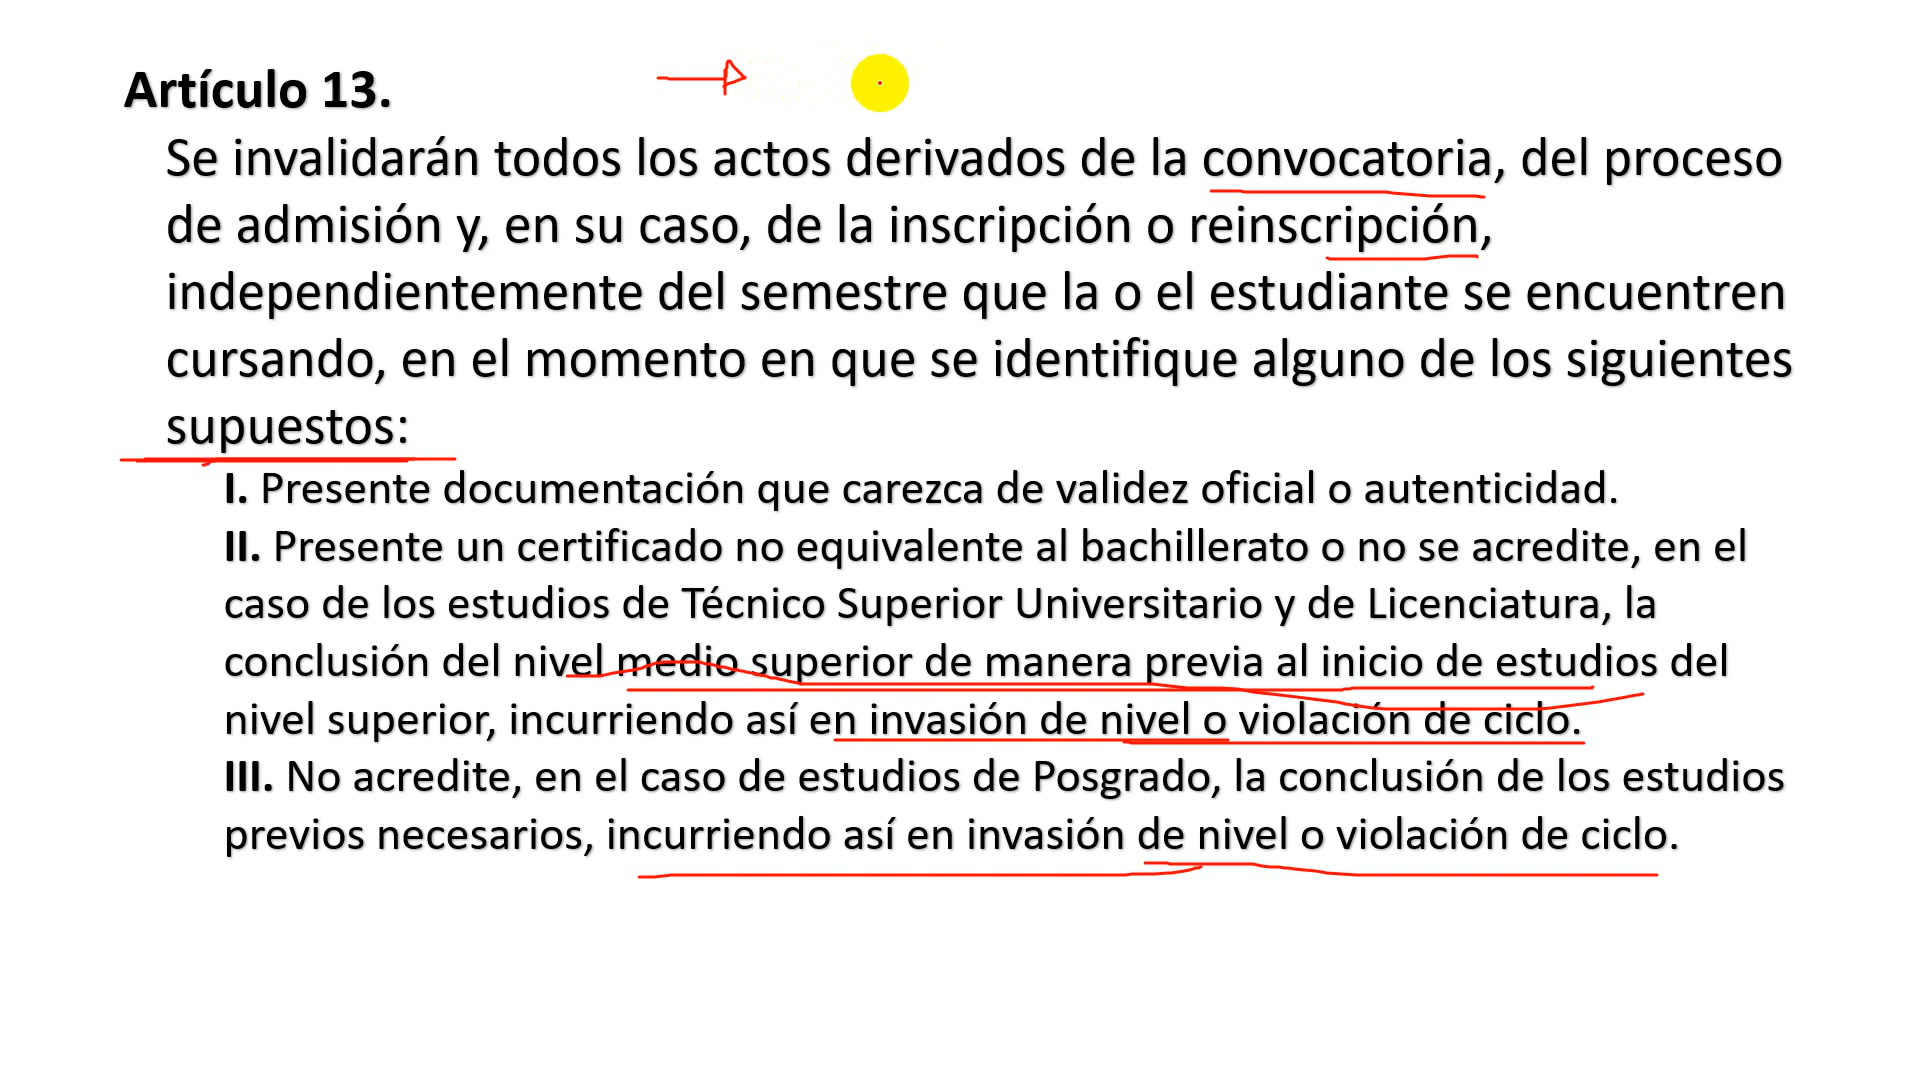 Artículo 13.
Se invalidarán todos los actos derivados de la convocatoria, del proceso
de admisión y, en su caso, de la inscripción o reinscripción,
independientemente del semestre que la o el estudiante se encuentren
cursando, en el momento en que se identifique alguno de los siguientes
supuestos:
I. Presente documentación que carezca de validez oficial o autenticidad.
II. Presente un certificado no equivalente al bachillerato o no se acredite, en el
caso de los estudios de Técnico Superior Universitario y de Licenciatura, la
conclusión del nivel medio superior de manera previa al inicio de estudios del
nivel superior, incurriendo así en invasión de nivel o violación de ciclo.
III. No acredite, en el caso de estudios de Posgrado, la conclusión de los estudios
previos necesarios, incurriendo así en invasión de nivel o violación de ciclo.